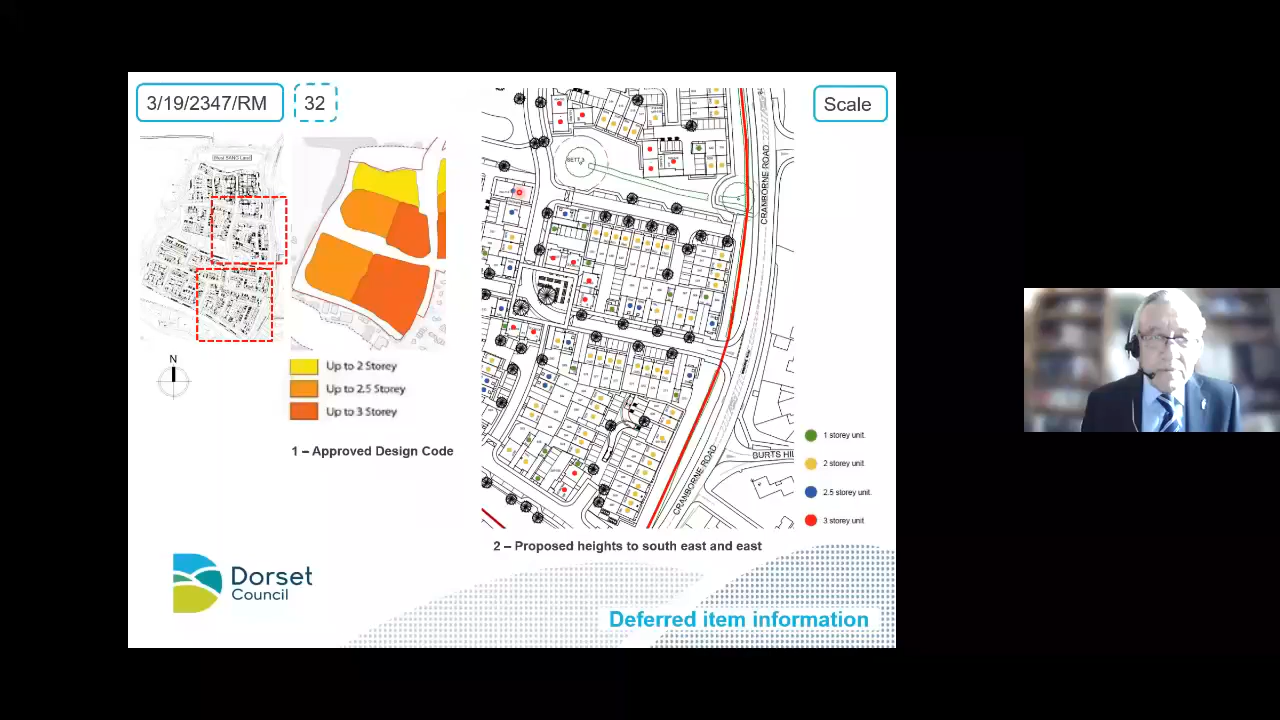 3/19/2347/RM
32
Scale
Up to 2 Storey
Up to 2.5 Storey
Up to 3 Storey
N
1 – Approved Design Code
CRANBORNE ROAD
CRANBORNE ROAD
BURTS HIL
1 storey unit.
2 storey unit.
2.5 storey unit.
3 storey unit
2 – Proposed heights to south east and east
Dorset
Council
Deferred item information